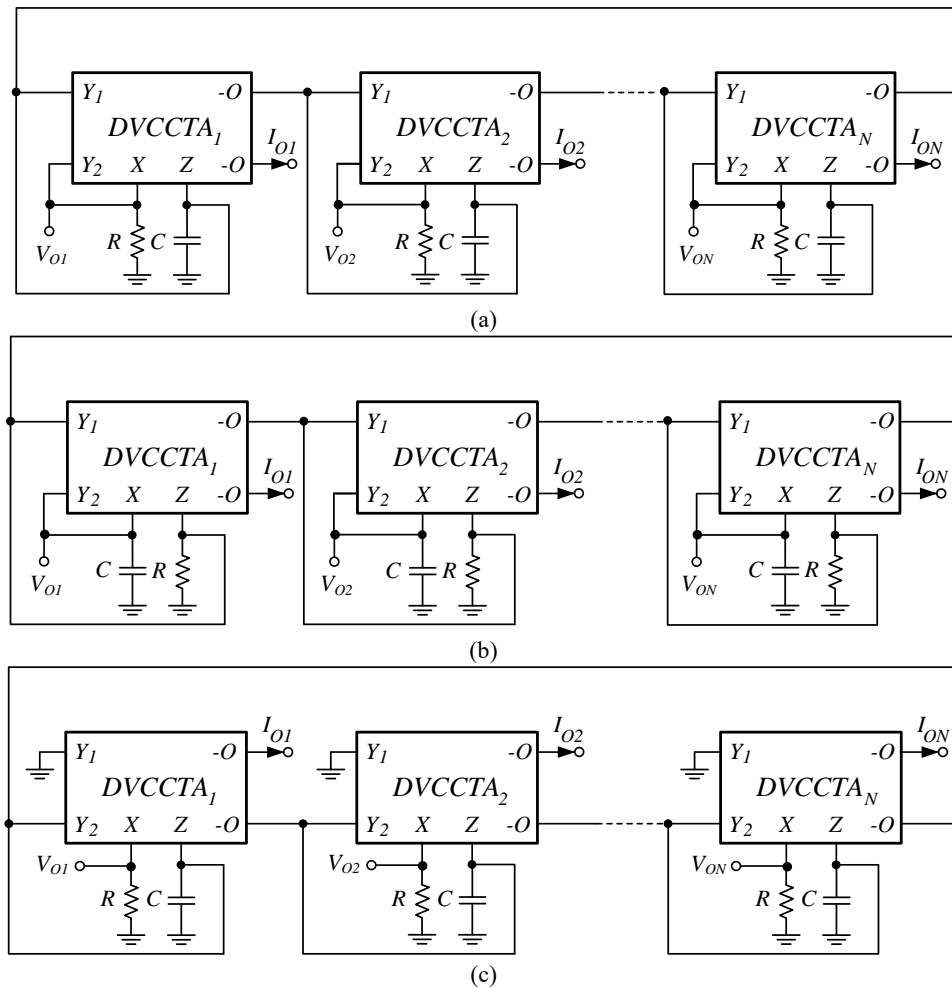 Y1 -O Y1 -O Y1 -O
DVCCTA1 IO1 DVCCTA2 IO2 DVCCTAN ION
Y2 X Z -O Y2 X Z -O Y2 X Z -O
R C R C R C
VO1 VO2 VON
(a)
Y1 -O Y1 -O Y1 -O
DVCCTA1 IO1 DVCCTA2 IO2 DVCCTAN ION
Y2 X Z -O Y2 X Z -O Y2 X Z -O
C R C R C R
VO1 VO2 VON
(b)
IO1 IO2 ION
Y1 -O Y1 -O Y1 -O
DVCCTA1 DVCCTA2 DVCCTAN
Y2 X Z -O Y2 X Z -O Y2 X Z -O
VO1 VO2 VON
R C R C R C
(c)